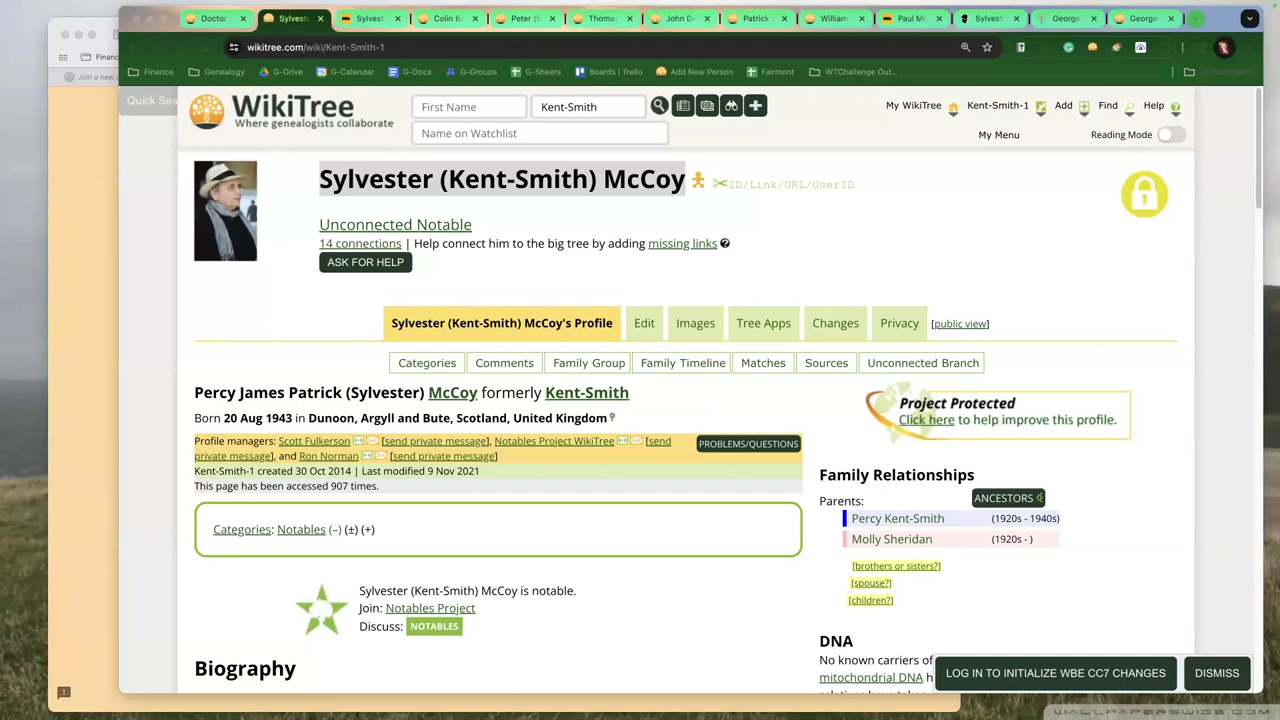 Doctor
Sylveste
Sylvest
Colin B
Peter (
Thoma
John D
Patrick
William
Paul Mc
Sylvest
George
George
wikitree.com/wiki/Kent-Smith-1
Financ
Finance
Genealogy
G-Drive
G-Calendar
G-Docs
G-Groups
G-Sheets
Boards | Trello
Add New Person
Fairmont
WTChallenge Out...
Join a new c
Quick Sea
WikiTree
Where genealogists collaborate
First Name
Kent-Smith
Name on Watchlist
My WikiTree
Kent-Smith-1
Add
Find
Help
My Menu
Reading Mode
Sylvester (Kent-Smith) McCoy
ID/Link/URL/UserID
Unconnected Notable
14 connections | Help connect him to the big tree by adding missing links
ASK FOR HELP
Sylvester (Kent-Smith) McCoy's Profile
Edit
Images
Tree Apps
Changes
Privacy
[public view]
Categories
Comments
Family Group
Family Timeline
Matches
Sources
Unconnected Branch
Percy James Patrick (Sylvester) McCoy formerly Kent-Smith
Born 20 Aug 1943 in Dunoon, Argyll and Bute, Scotland, United Kingdom
Profile managers: Scott Fulkerson [send private message], Notables Project WikiTree [send
private message], and Ron Norman [send private message]
PROBLEMS/QUESTIONS
Kent-Smith-1 created 30 Oct 2014 | Last modified 9 Nov 2021
This page has been accessed 907 times.
Categories: Notables (−) (±) (+)
Sylvester (Kent-Smith) McCoy is notable.
Join: Notables Project
Discuss: NOTABLES
Biography
Project Protected
Click here to help improve this profile.
Family Relationships
Parents:
ANCESTORS
Percy Kent-Smith (1920s - 1940s)
Molly Sheridan (1920s - )
[brothers or sisters?]
[spouse?]
[children?]
DNA
No known carriers of
mitochondrial DNA h
LOG IN TO INITIALIZE WBE CC7 CHANGES
DISMISS